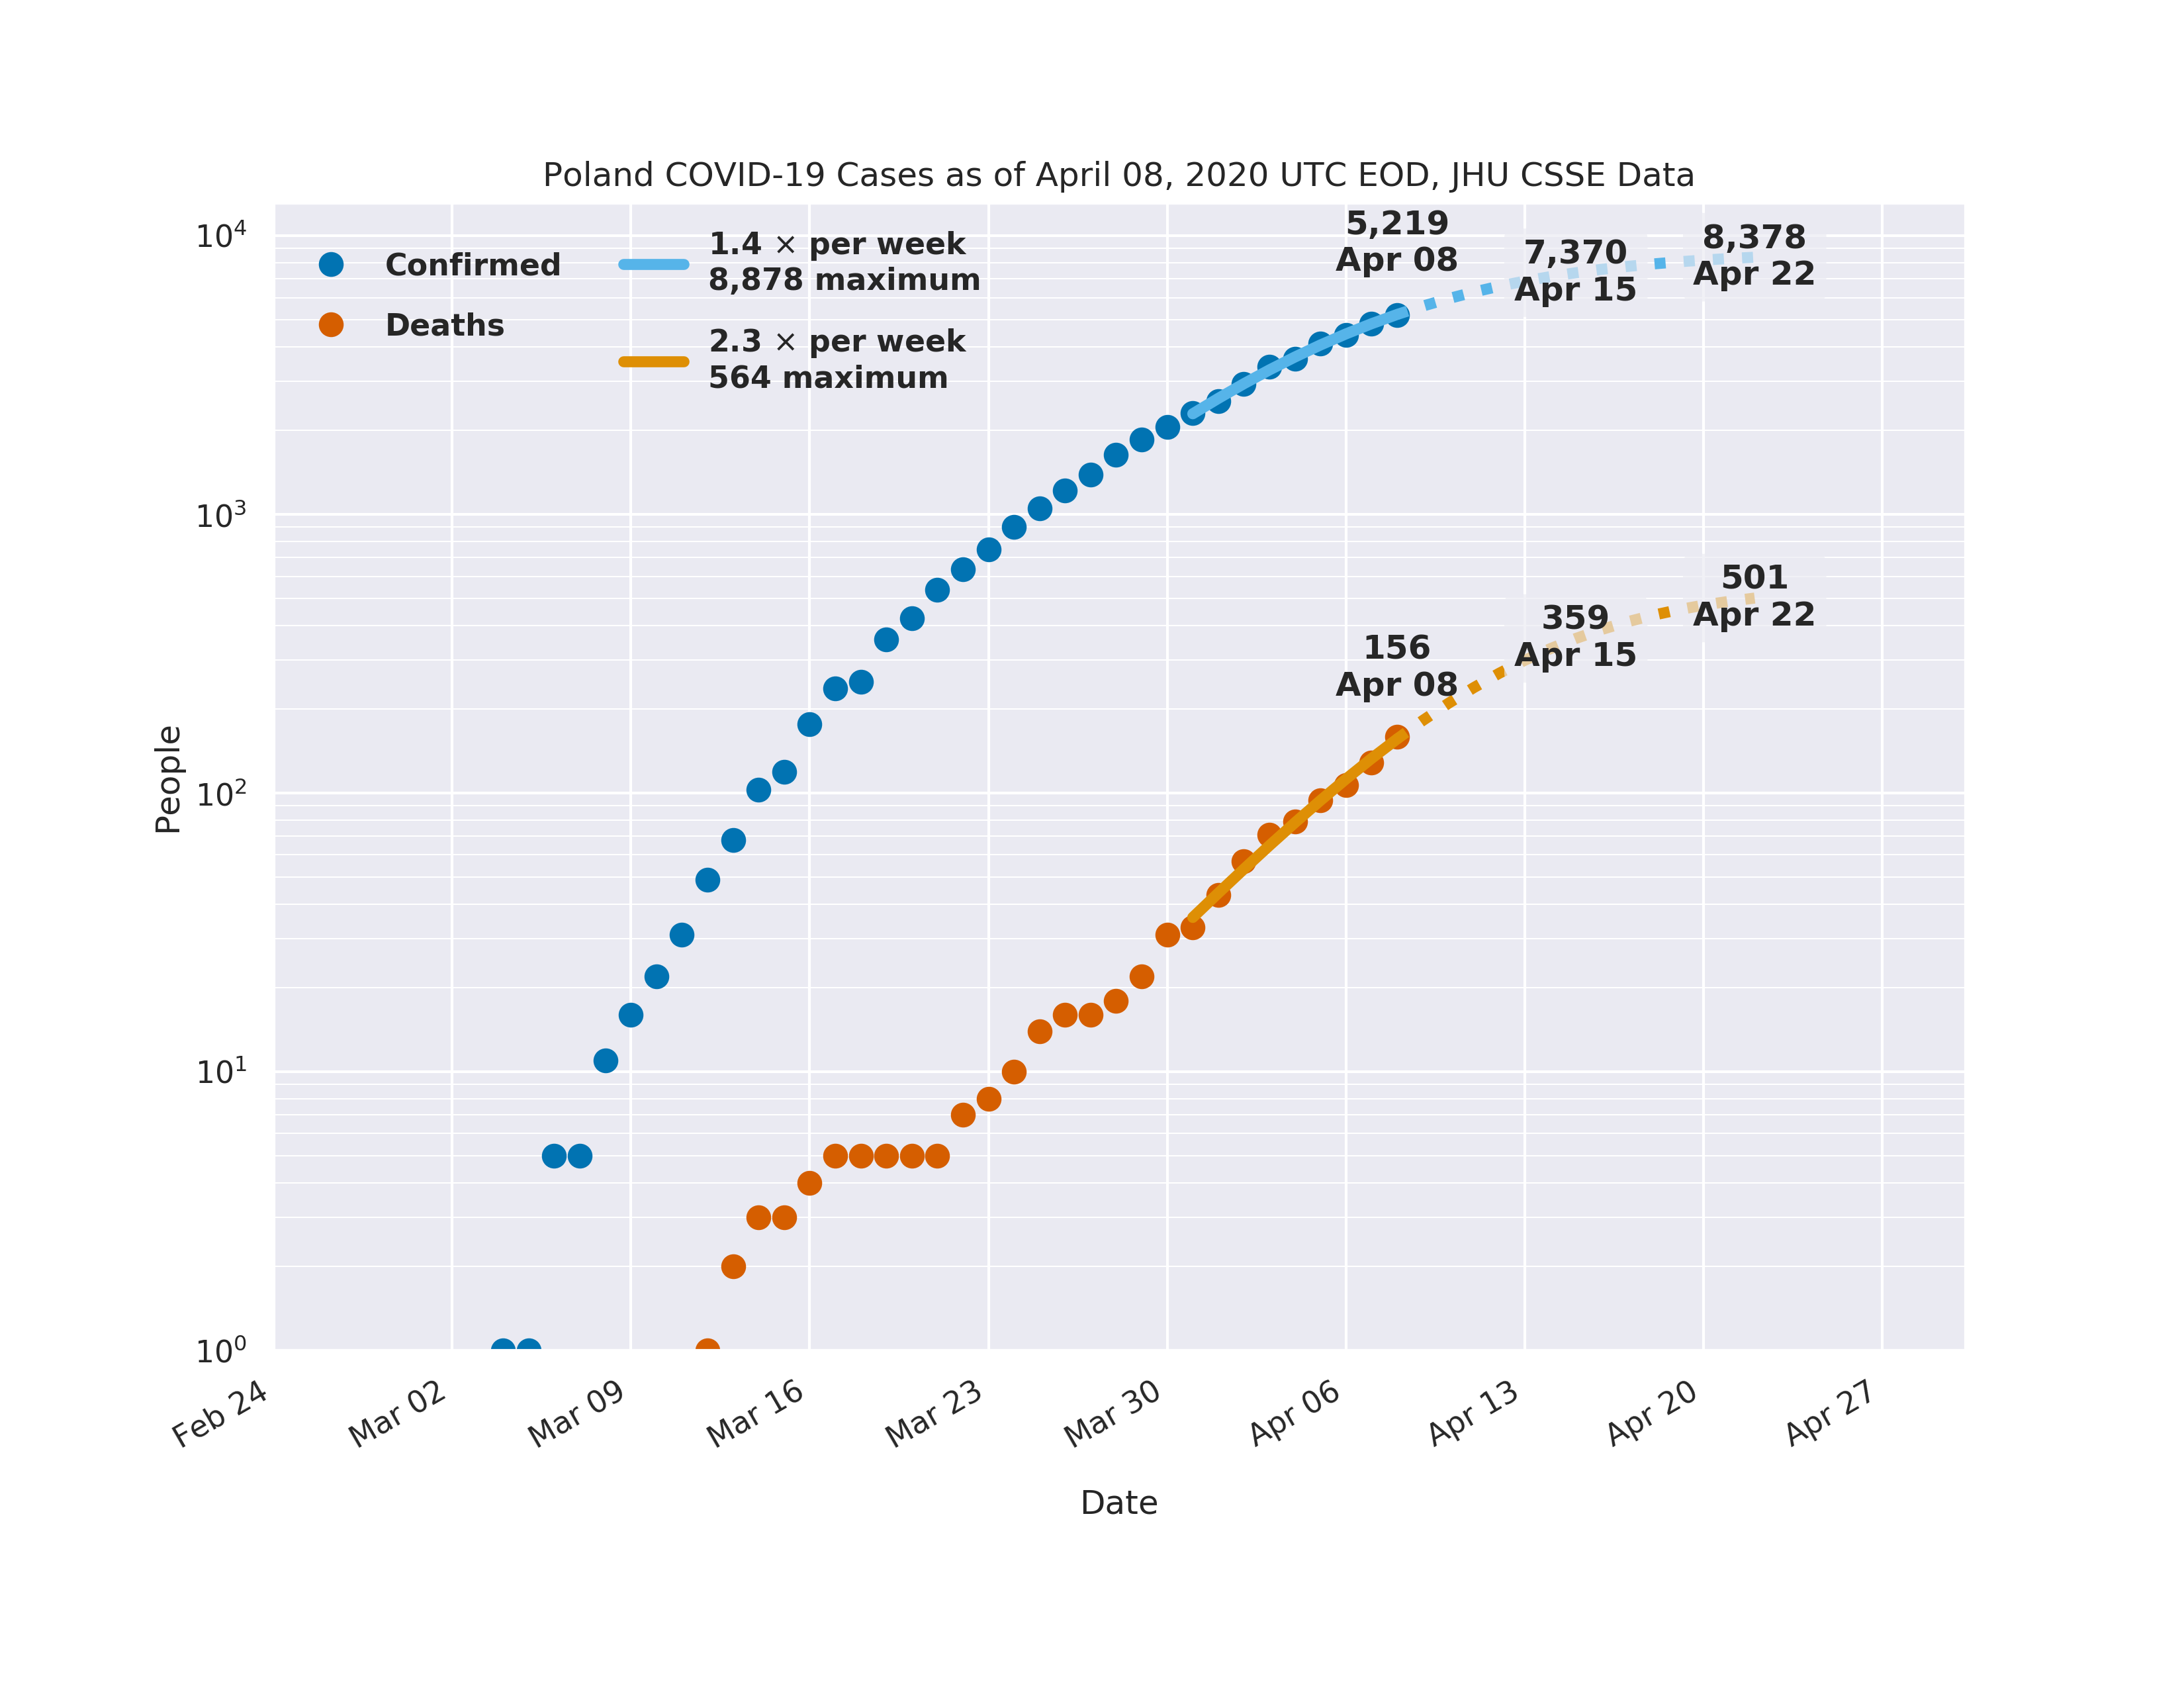 Poland COVID-19 Cases as of April 08, 2020 UTC EOD, JHU CSSE Data
Confirmed
Deaths
1.4 × per week
8,878 maximum
2.3 × per week
564 maximum
5,219
Apr 08
7,370
Apr 15
8,378
Apr 22
156
Apr 08
359
Apr 15
501
Apr 22
People
10⁴
10³
10²
10¹
10⁰
Feb 24
Mar 02
Mar 09
Mar 16
Mar 23
Mar 30
Apr 06
Apr 13
Apr 20
Apr 27
Date